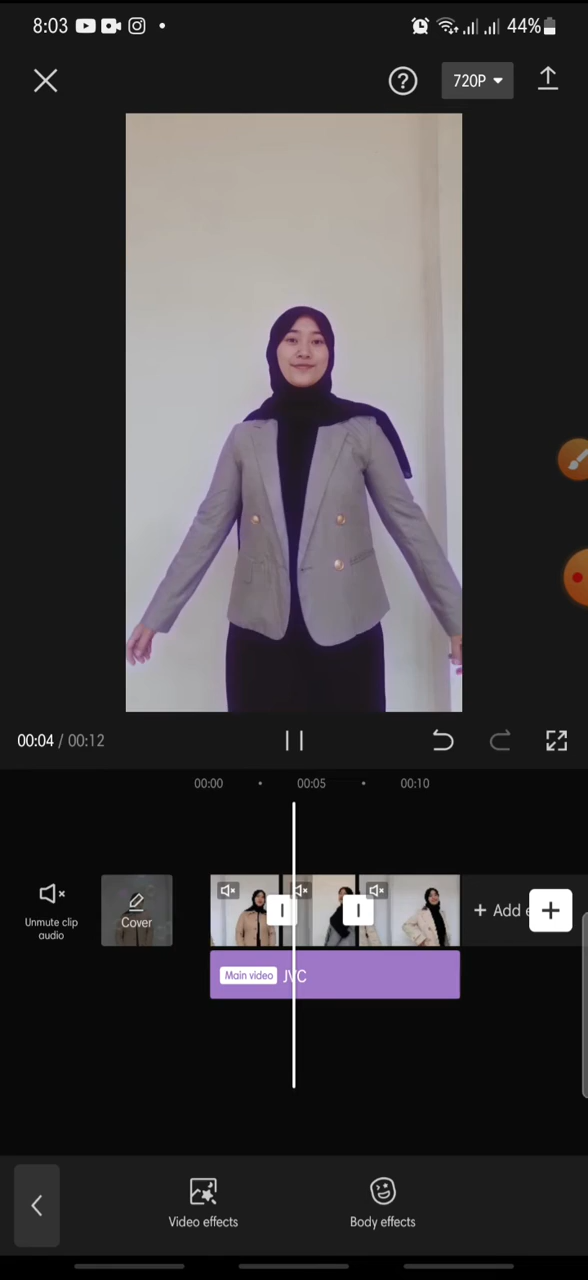 8:03
44%
720P
00:04 / 00:12
00:00
00:05
00:10
Unmute clip
audio
Cover
+ Add
Main video
JVC
Video effects
Body effects